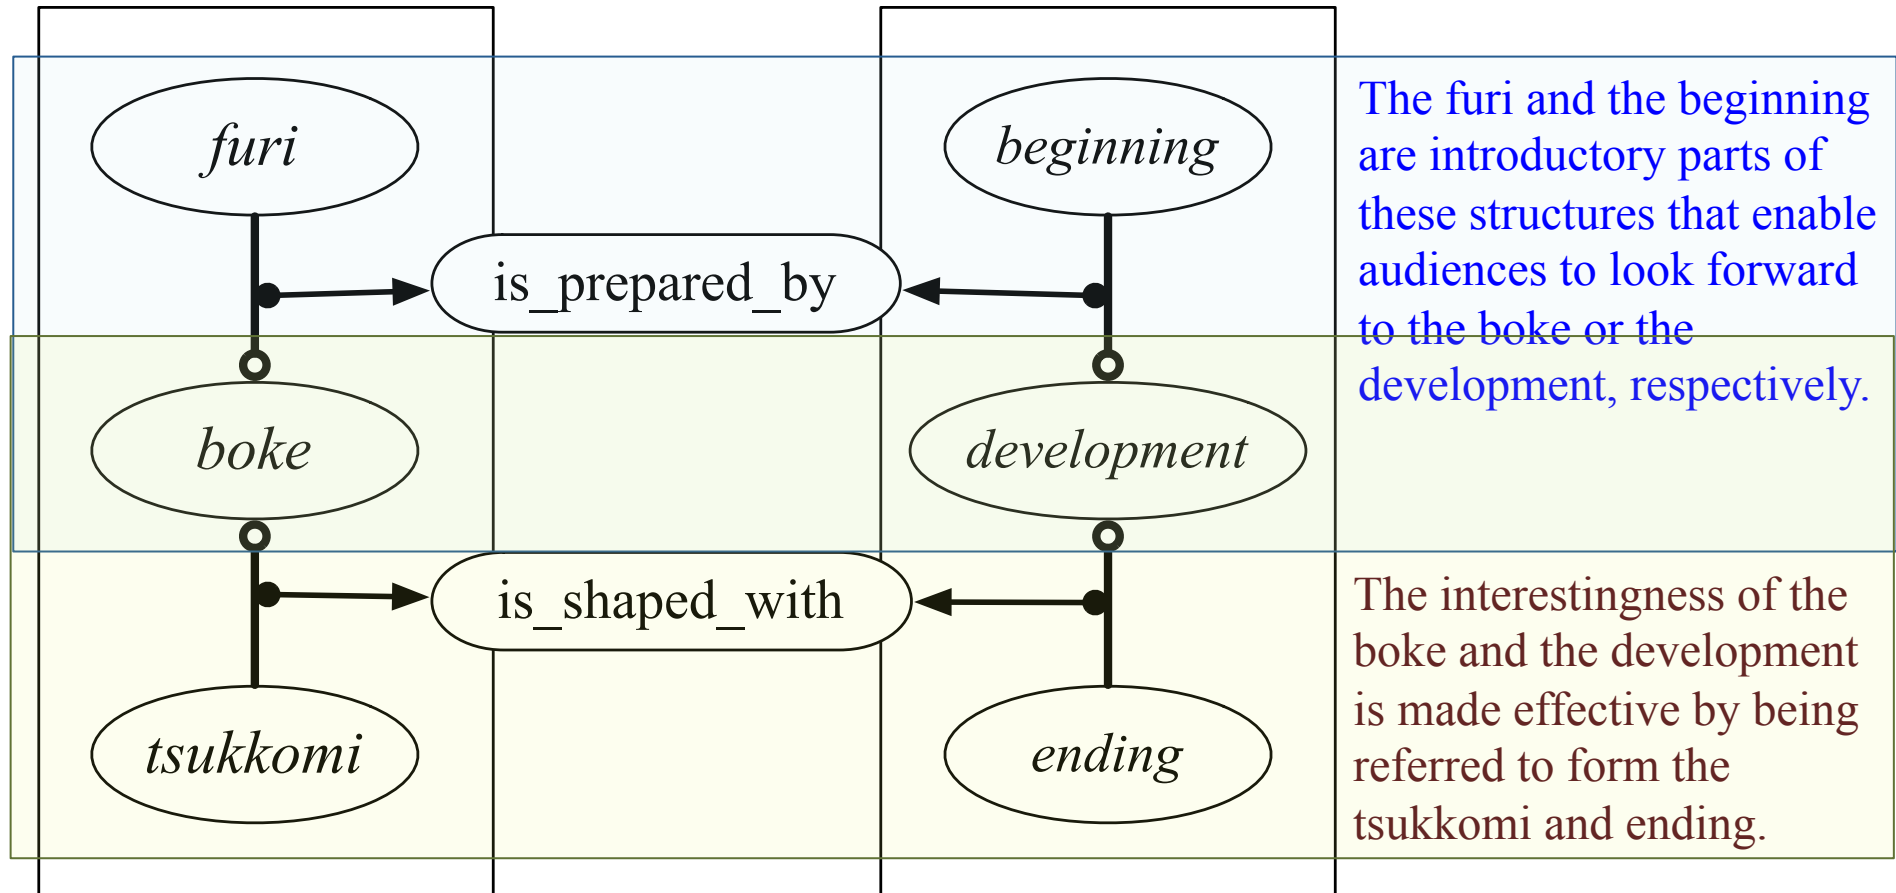 furi
beginning
The furi and the beginning
are introductory parts of
these structures that enable
audiences to look forward
to the boke or the
development, respectively.
is_prepared_by
boke
development
is_shaped_with
The interestingness of the
boke and the development
is made effective by being
referred to form the
tsukkomi and ending.
tsukkomi
ending